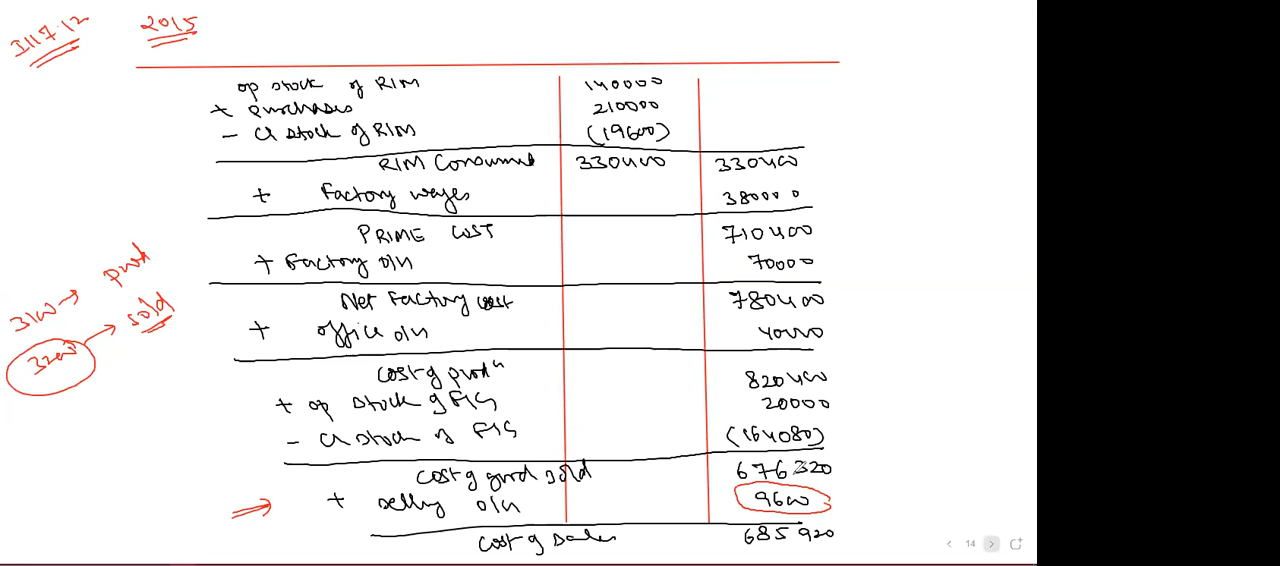 Ill 7.12 2015
op stock of R/M 140000
+ purchases 210000
- Cl stock of R/M (19600)
R/M Consumed 330400 330400
+ Factory wages 380000
PRIME COST 710400
+ Factory O/H 70000
Net Factory cost 780400
+ office O/H 40000
Cost of prodn 820400
+ op stock of F/G 20000
- Cl stock of F/G (164080)
Cost of good sold 676320
+ selling O/H 9600
Cost of sales 685920
3100 → prod
3200 → sold
14